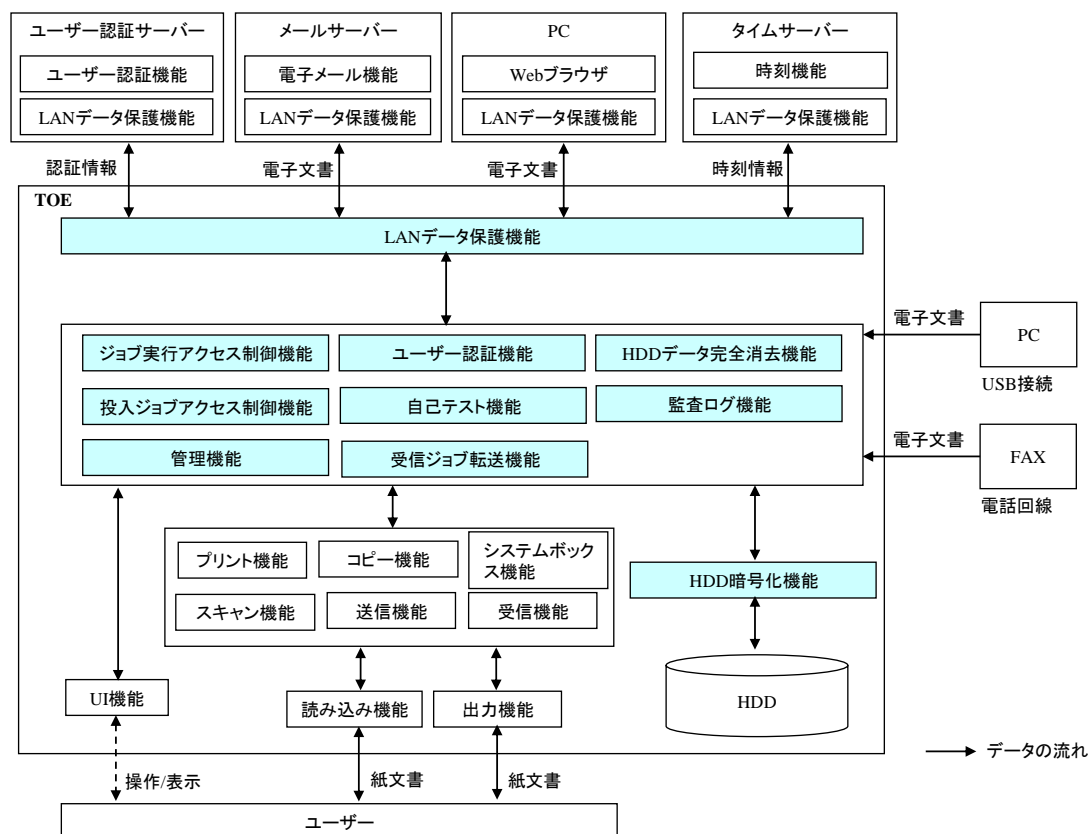 ユーザー認証サーバー
ユーザー認証機能
LANデータ保護機能
メールサーバー
電子メール機能
LANデータ保護機能
PC
Webブラウザ
LANデータ保護機能
タイムサーバー
時刻機能
LANデータ保護機能
認証情報
電子文書
電子文書
時刻情報
TOE
LANデータ保護機能
ジョブ実行アクセス制御機能
ユーザー認証機能
HDDデータ完全消去機能
投入ジョブアクセス制御機能
自己テスト機能
監査ログ機能
管理機能
受信ジョブ転送機能
電子文書
PC
USB接続
電子文書
FAX
電話回線
プリント機能
コピー機能
システムボック
ス機能
スキャン機能
送信機能
受信機能
HDD暗号化機能
HDD
UI機能
読み込み機能
出力機能
操作/表示
紙文書
紙文書
データの流れ
ユーザー